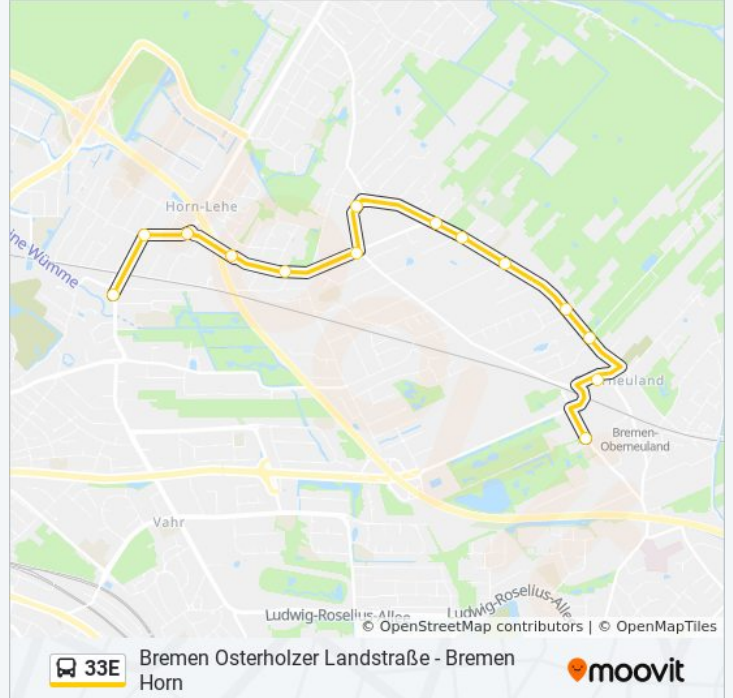 Horn-Lehe
ine Wümme
rneuland
Bremen-
Oberneuland
Vahr
Ludwig-Roselius-Allee
Ludwig-Roselius-Alle
© OpenStreetMap contributors | © OpenMapTiles
33E
Bremen Osterholzer Landstraße - Bremen
Horn
moovit